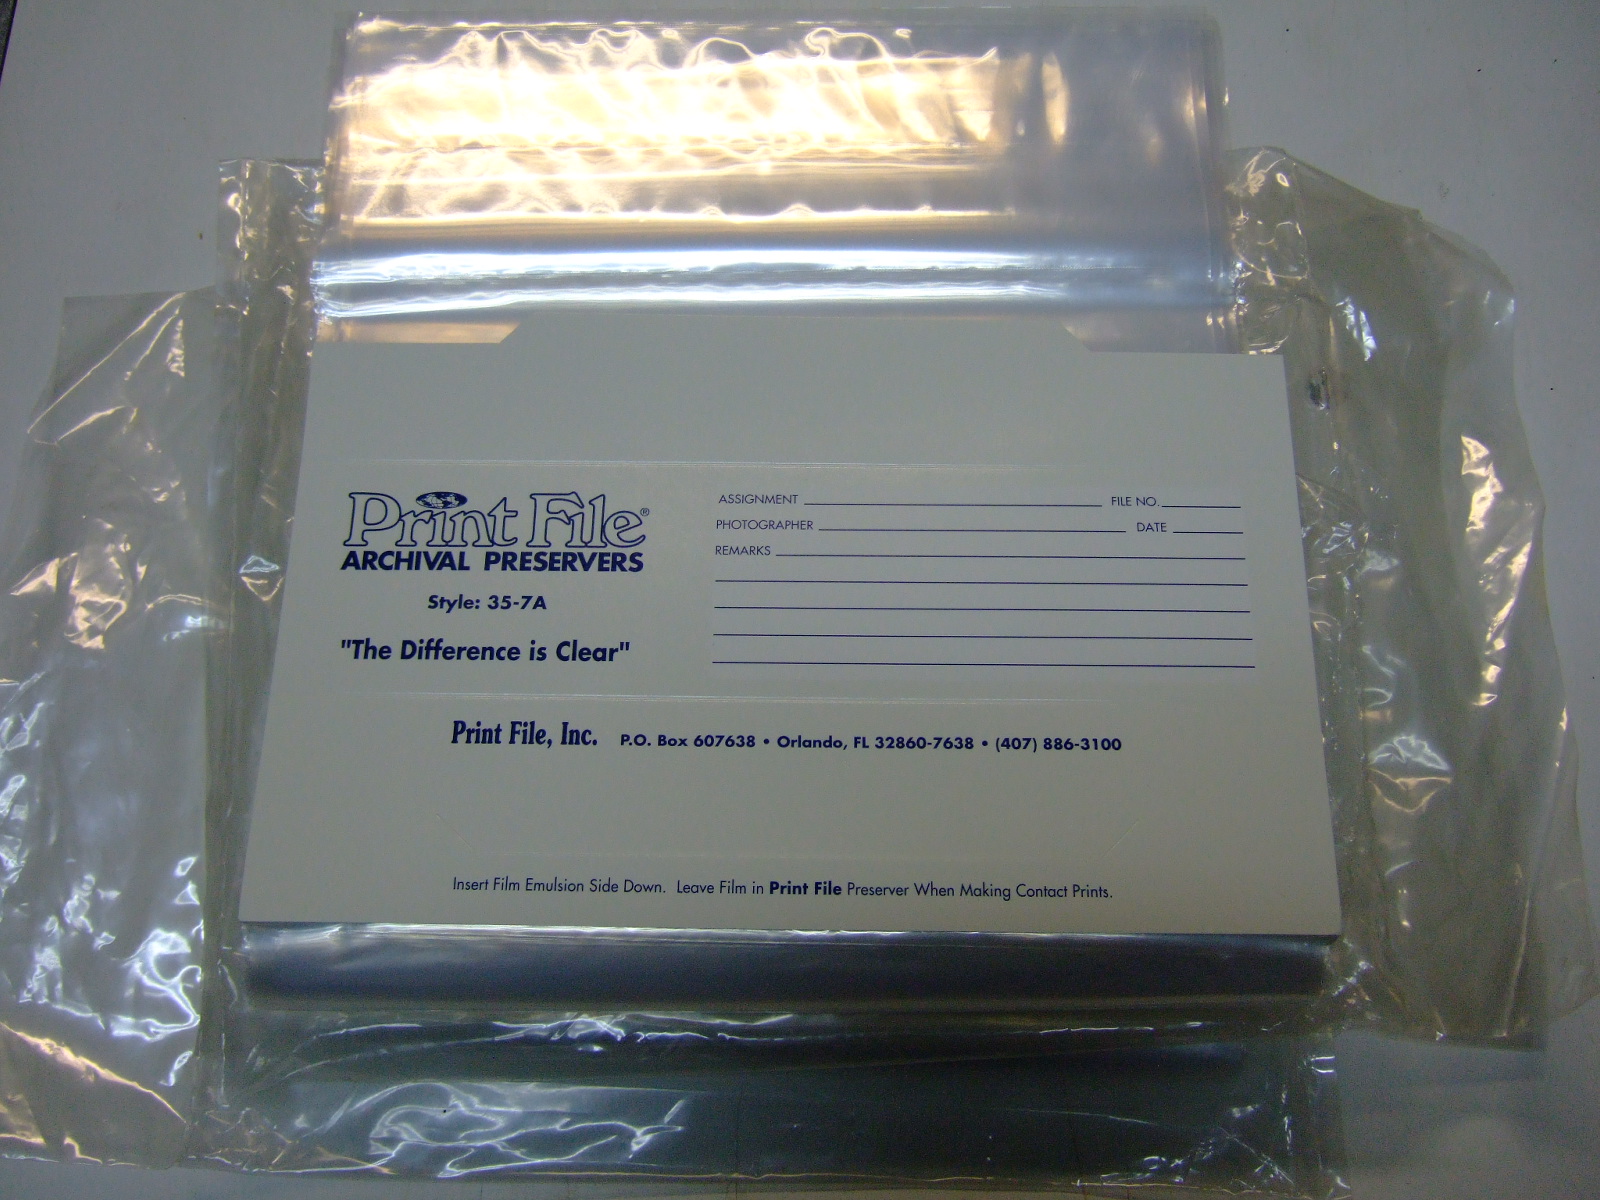 Print File®
ARCHIVAL PRESERVERS
Style: 35-7A
"The Difference is Clear"
ASSIGNMENT FILE NO.
PHOTOGRAPHER DATE
REMARKS
Print File, Inc. P.O. Box 607638 • Orlando, FL 32860-7638 • (407) 886-3100
Insert Film Emulsion Side Down. Leave Film in Print File Preserver When Making Contact Prints.